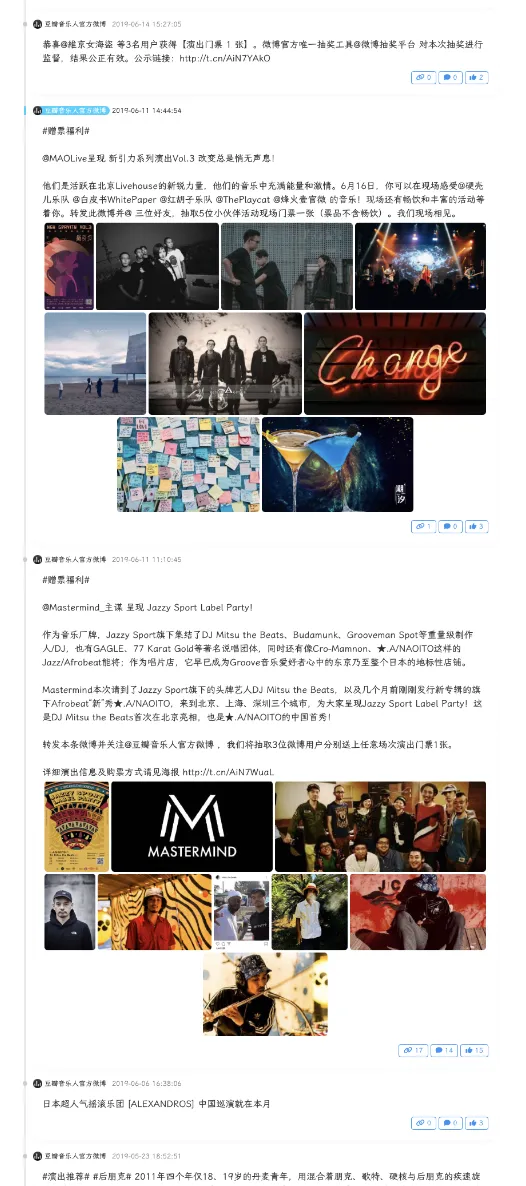 豆瓣音乐人官方微博 2019-06-14 15:27:05
恭喜@维京女海盗 等3名用户获得【演出门票 1 张】。微博官方唯一抽奖工具@微博抽奖平台 对本次抽奖进行
监督，结果公正有效。公示链接：http://t.cn/AiN7YAkO
0 0 2
豆瓣音乐人官方微博 2019-06-11 14:44:54
#赠票福利#
@MAOLive呈现 新引力系列演出Vol.3 改变总是悄无声息！
他们是活跃在北京Livehouse的新锐力量，他们的音乐中充满能量和激情。6月16日，你可以在现场感受@硬壳
儿乐队 @白皮书WhitePaper @红胡子乐队 @ThePlaycat @烽火壹官微 的音乐！现场还有畅饮和丰富的活动等
着你。转发此微博并@ 三位好友，抽取5位小伙伴活动现场门票一张（票品不含畅饮）。我们现场相见。
Change
潮汐
1 0 3
豆瓣音乐人官方微博 2019-06-11 11:10:45
#赠票福利#
@Mastermind_主谋 呈现 Jazzy Sport Label Party！
作为音乐厂牌，Jazzy Sport旗下集结了DJ Mitsu the Beats、Budamunk、Grooveman Spot等重量级制作
人/DJ，也有GAGLE、77 Karat Gold等著名说唱团体，同时还有像Cro-Mamnon、★.A/NAOITO这样的
Jazz/Afrobeat能将；作为唱片店，它早已成为Groove音乐爱好者心中的东京乃至整个日本的地标性店铺。
Mastermind本次请到了Jazzy Sport旗下的头牌艺人DJ Mitsu the Beats，以及几个月前刚刚发行新专辑的旗
下Afrobeat“新”秀★.A/NAOITO，来到北京、上海、深圳三个城市，为大家呈现Jazzy Sport Label Party！这
是DJ Mitsu the Beats首次在北京亮相，也是★.A/NAOITO的中国首秀！
转发本条微博并关注@豆瓣音乐人官方微博 ，我们将抽取3位微博用户分别送上任意场次演出门票1张。
详细演出信息及购票方式请见海报 http://t.cn/AiN7WuaL
JAZZY SPORT
LABEL PARTY
MASTERMIND
17 14 15
豆瓣音乐人官方微博 2019-06-06 16:38:06
日本超人气摇滚乐团 [ALEXANDROS] 中国巡演就在本月
0 0 3
豆瓣音乐人官方微博 2019-05-23 18:52:51
#演出推荐# #后朋克# 2011年四个年仅18、19岁的丹麦青年，用混合着朋克、歌特、硬核与后朋克的疾速旋